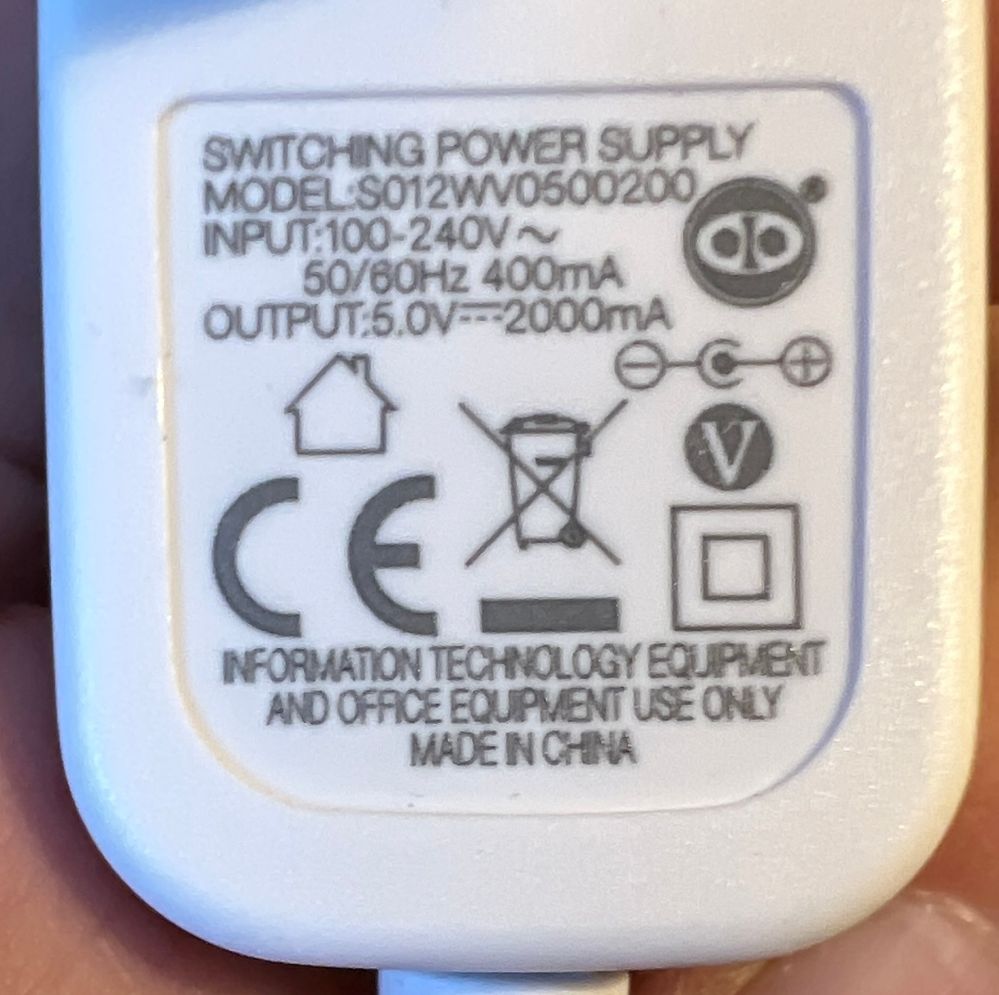 SWITCHING POWER SUPPLY
MODEL:S012WV0500200
INPUT:100-240V~
50/60Hz 400mA
OUTPUT:5.0V⎓2000mA
V
CE
INFORMATION TECHNOLOGY EQUIPMENT
AND OFFICE EQUIPMENT USE ONLY
MADE IN CHINA